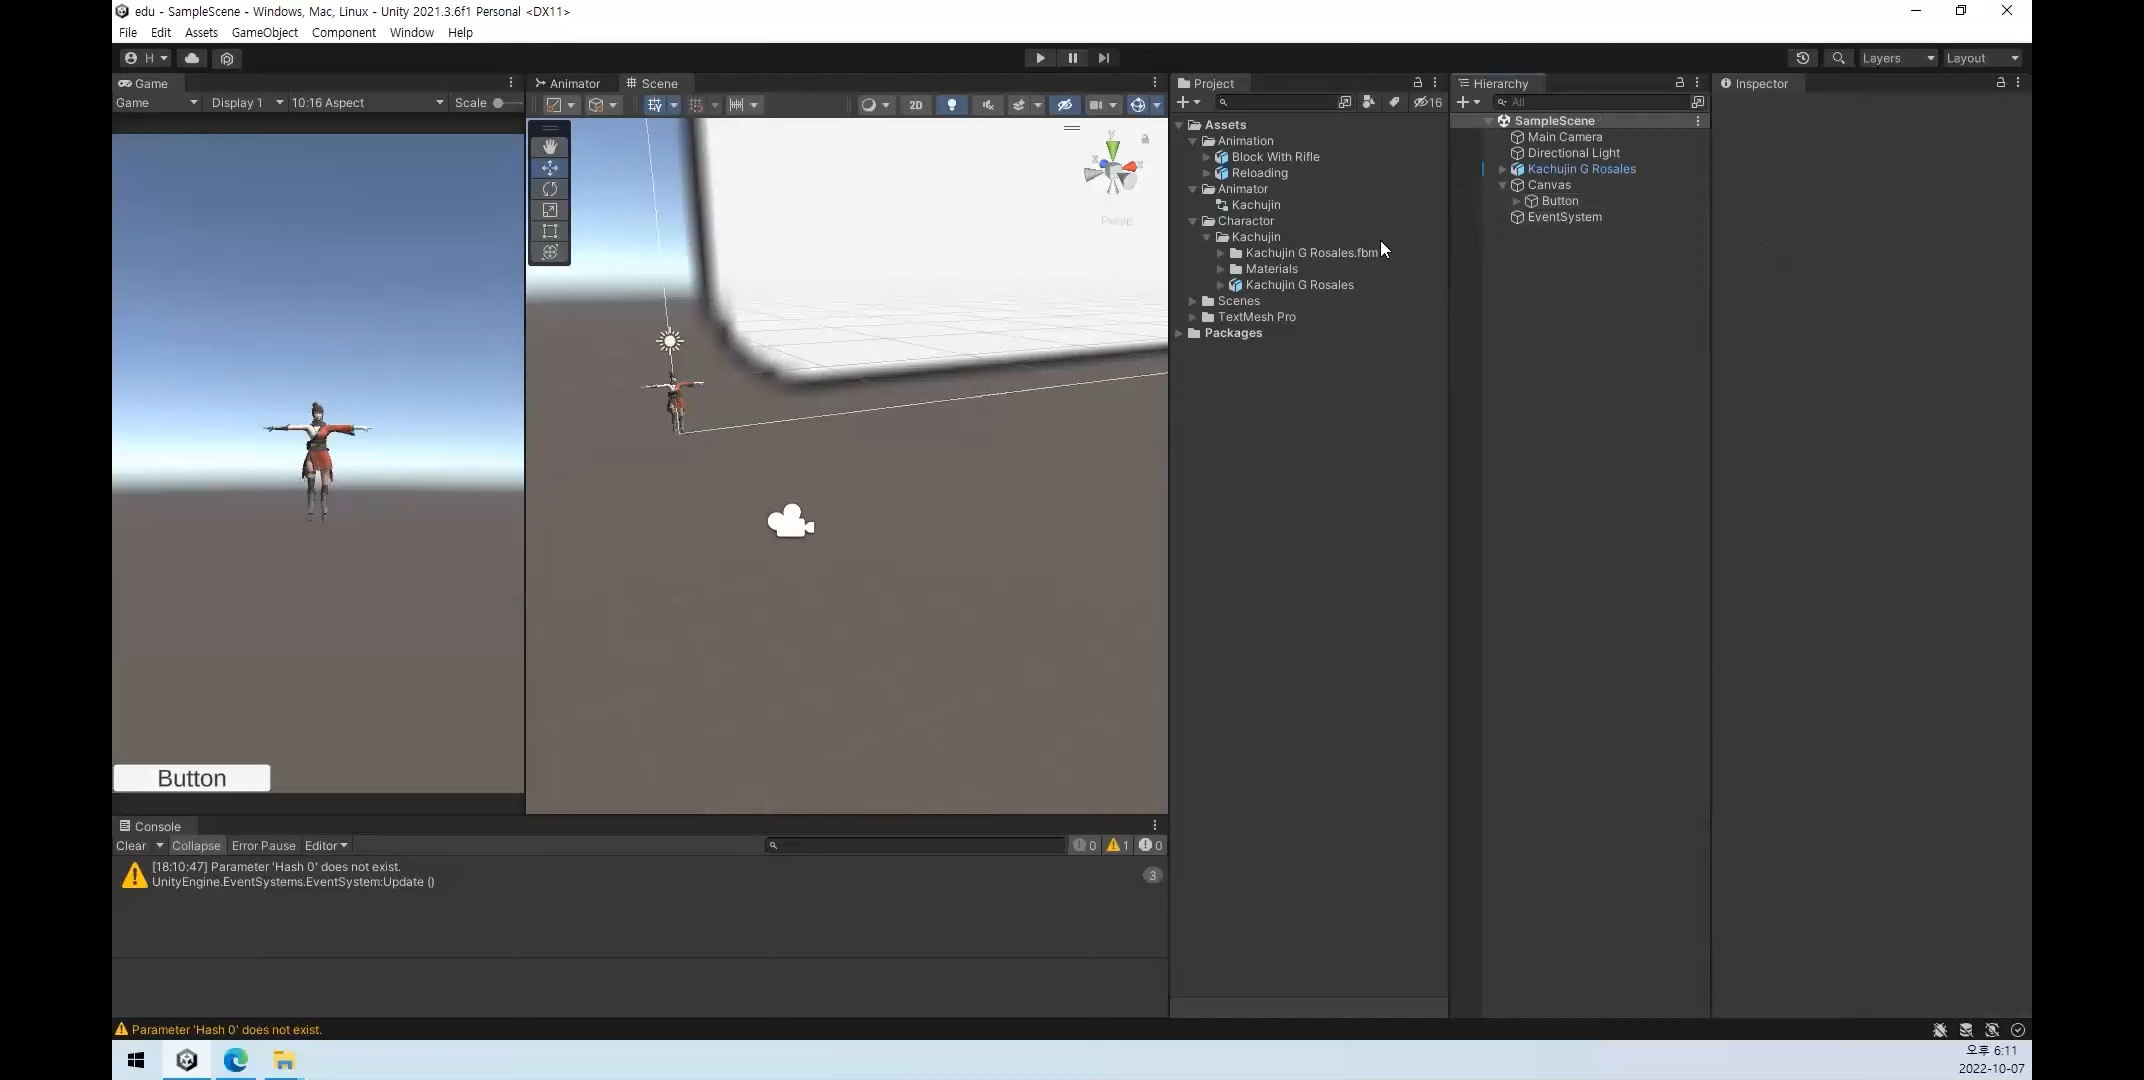 edu - SampleScene - Windows, Mac, Linux - Unity 2021.3.6f1 Personal <DX11>
File Edit Assets GameObject Component Window Help
H
Layers Layout
Game
Game Display 1 10:16 Aspect Scale
Button
Animator Scene
2D
y
Persp
Project
16
Assets
Animation
Block With Rifle
Reloading
Animator
Kachujin
Charactor
Kachujin
Kachujin G Rosales.fbm
Materials
Kachujin G Rosales
Scenes
TextMesh Pro
Packages
Hierarchy
All
SampleScene
Main Camera
Directional Light
Kachujin G Rosales
Canvas
Button
EventSystem
Inspector
Console
Clear Collapse Error Pause Editor
0 1 0
[18:10:47] Parameter 'Hash 0' does not exist.
UnityEngine.EventSystems.EventSystem:Update ()
3
Parameter 'Hash 0' does not exist.
오후 6:11
2022-10-07